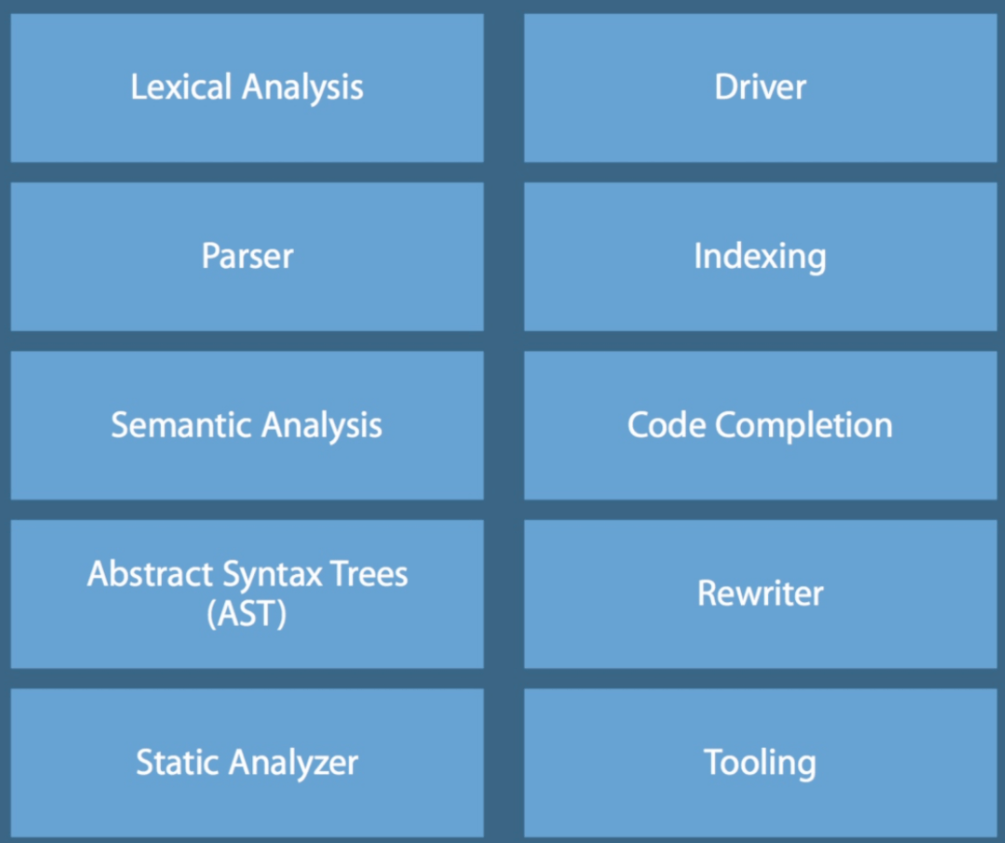 Lexical Analysis
Driver
Parser
Indexing
Semantic Analysis
Code Completion
Abstract Syntax Trees
(AST)
Rewriter
Static Analyzer
Tooling